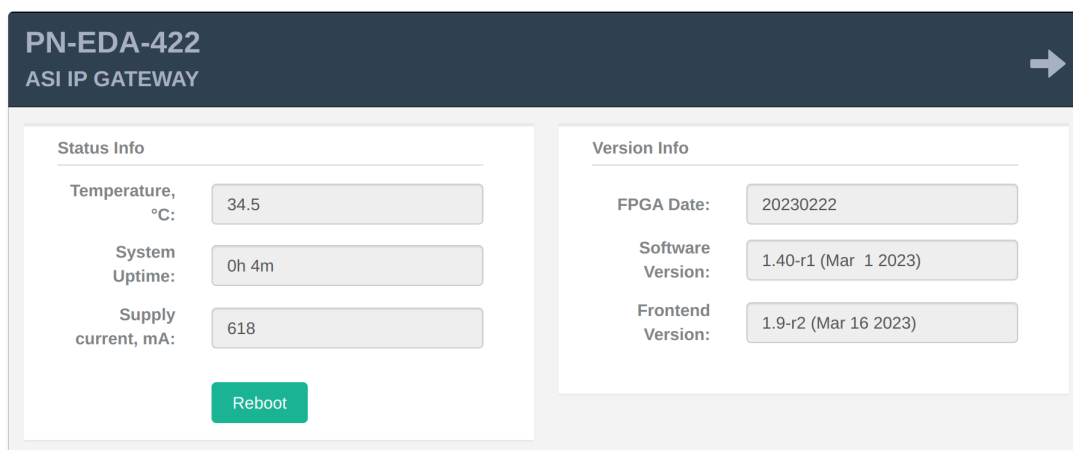 PN-EDA-422
ASI IP GATEWAY
Status Info
Temperature,
°C:
34.5
System
Uptime:
0h 4m
Supply
current, mA:
618
Reboot
Version Info
FPGA Date:
20230222
Software
Version:
1.40-r1 (Mar  1 2023)
Frontend
Version:
1.9-r2 (Mar 16 2023)